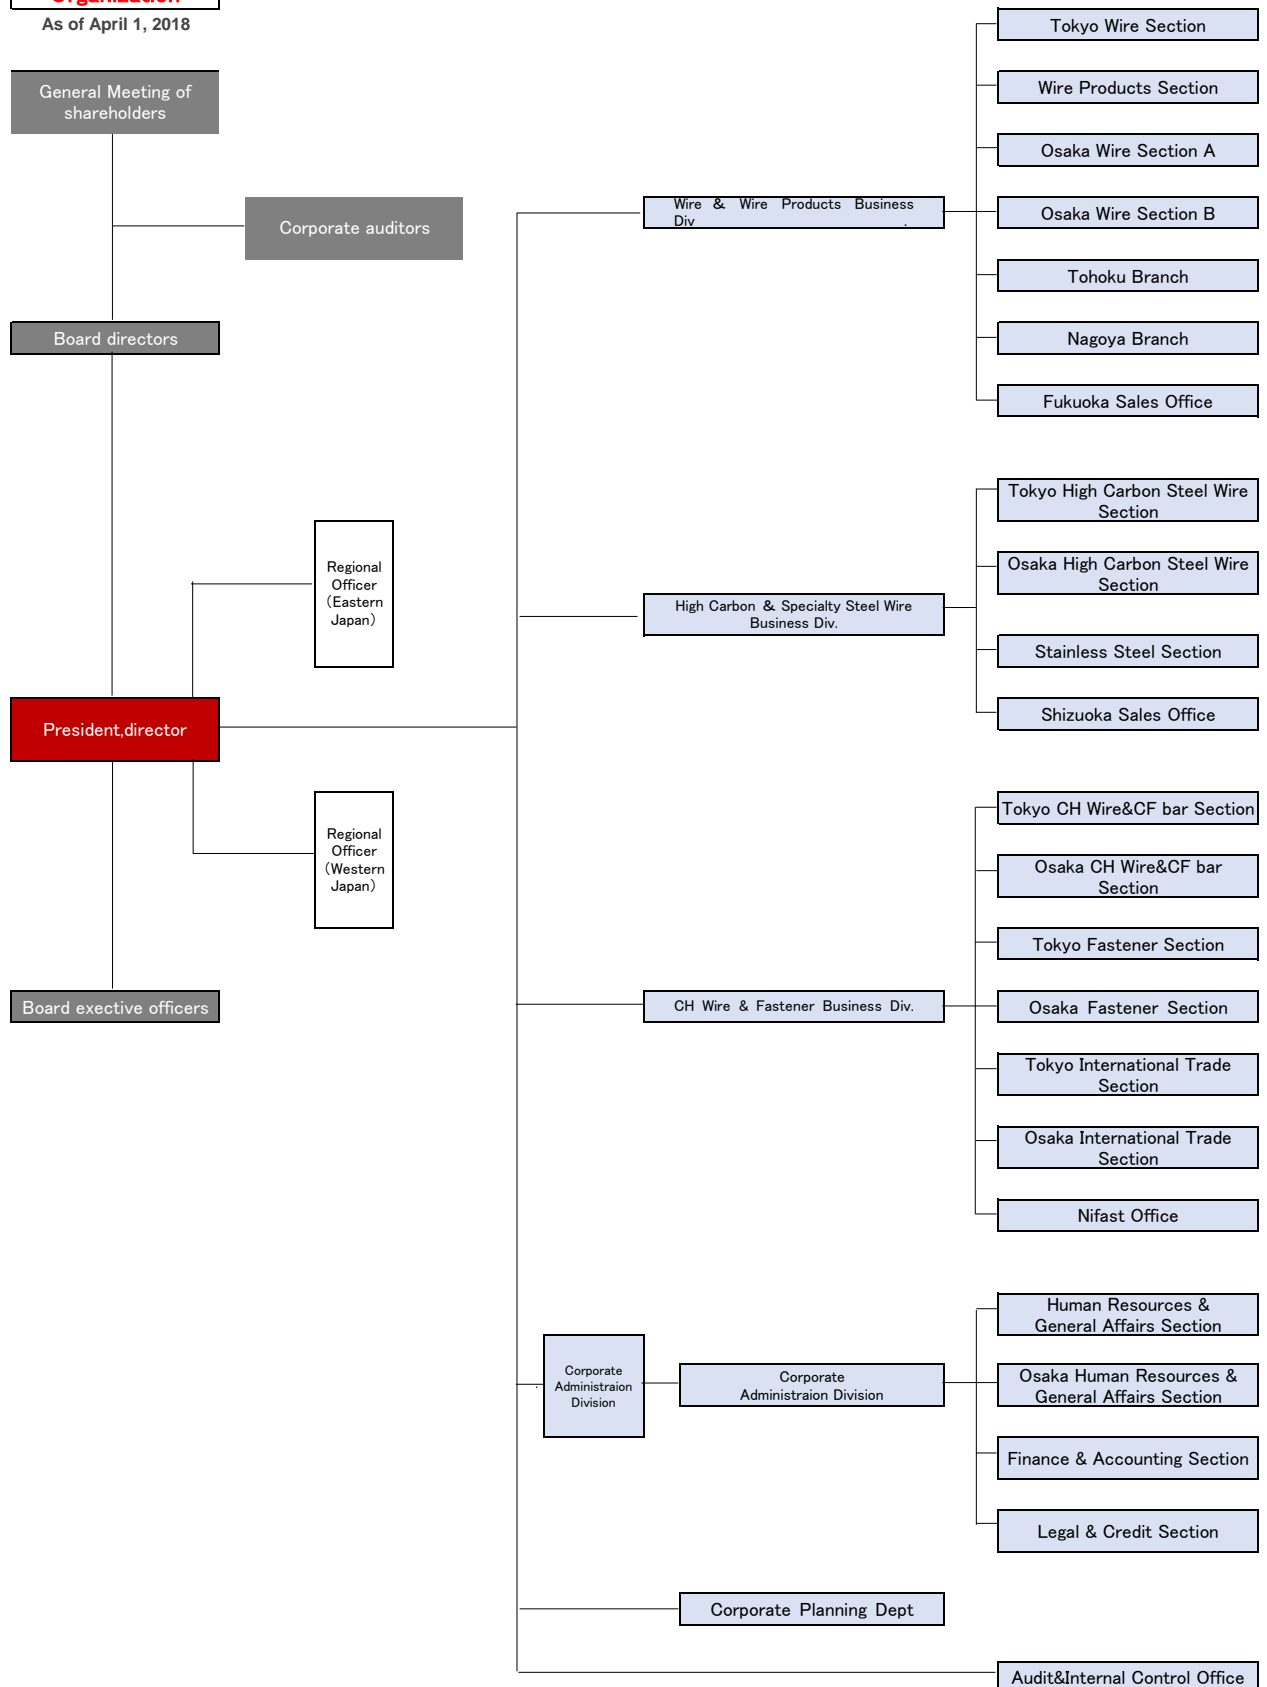 Organization
As of April 1, 2018
General Meeting of
shareholders
Corporate auditors
Board directors
Regional
Officer
(Eastern
Japan)
President,director
Regional
Officer
(Western
Japan)
Board exective officers
Wire & Wire Products Business
Div.
Tokyo Wire Section
Wire Products Section
Osaka Wire Section A
Osaka Wire Section B
Tohoku Branch
Nagoya Branch
Fukuoka Sales Office
High Carbon & Specialty Steel Wire
Business Div.
Tokyo High Carbon Steel Wire
Section
Osaka High Carbon Steel Wire
Section
Stainless Steel Section
Shizuoka Sales Office
CH Wire & Fastener Business Div.
Tokyo CH Wire&CF bar Section
Osaka CH Wire&CF bar
Section
Tokyo Fastener Section
Osaka Fastener Section
Tokyo International Trade
Section
Osaka International Trade
Section
Nifast Office
Corporate
Administraion
Division
Corporate
Administraion Division
Human Resources &
General Affairs Section
Osaka Human Resources &
General Affairs Section
Finance & Accounting Section
Legal & Credit Section
Corporate Planning Dept
Audit&Internal Control Office